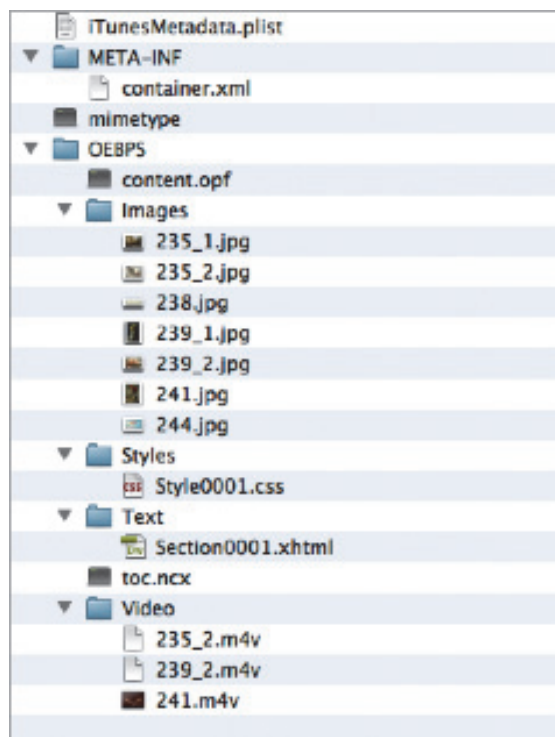 iTunesMetadata.plist
META-INF
container.xml
mimetype
OEBPS
content.opf
Images
235_1.jpg
235_2.jpg
238.jpg
239_1.jpg
239_2.jpg
241.jpg
244.jpg
Styles
css Style0001.css
Text
Section0001.xhtml
toc.ncx
Video
235_2.m4v
239_2.m4v
241.m4v